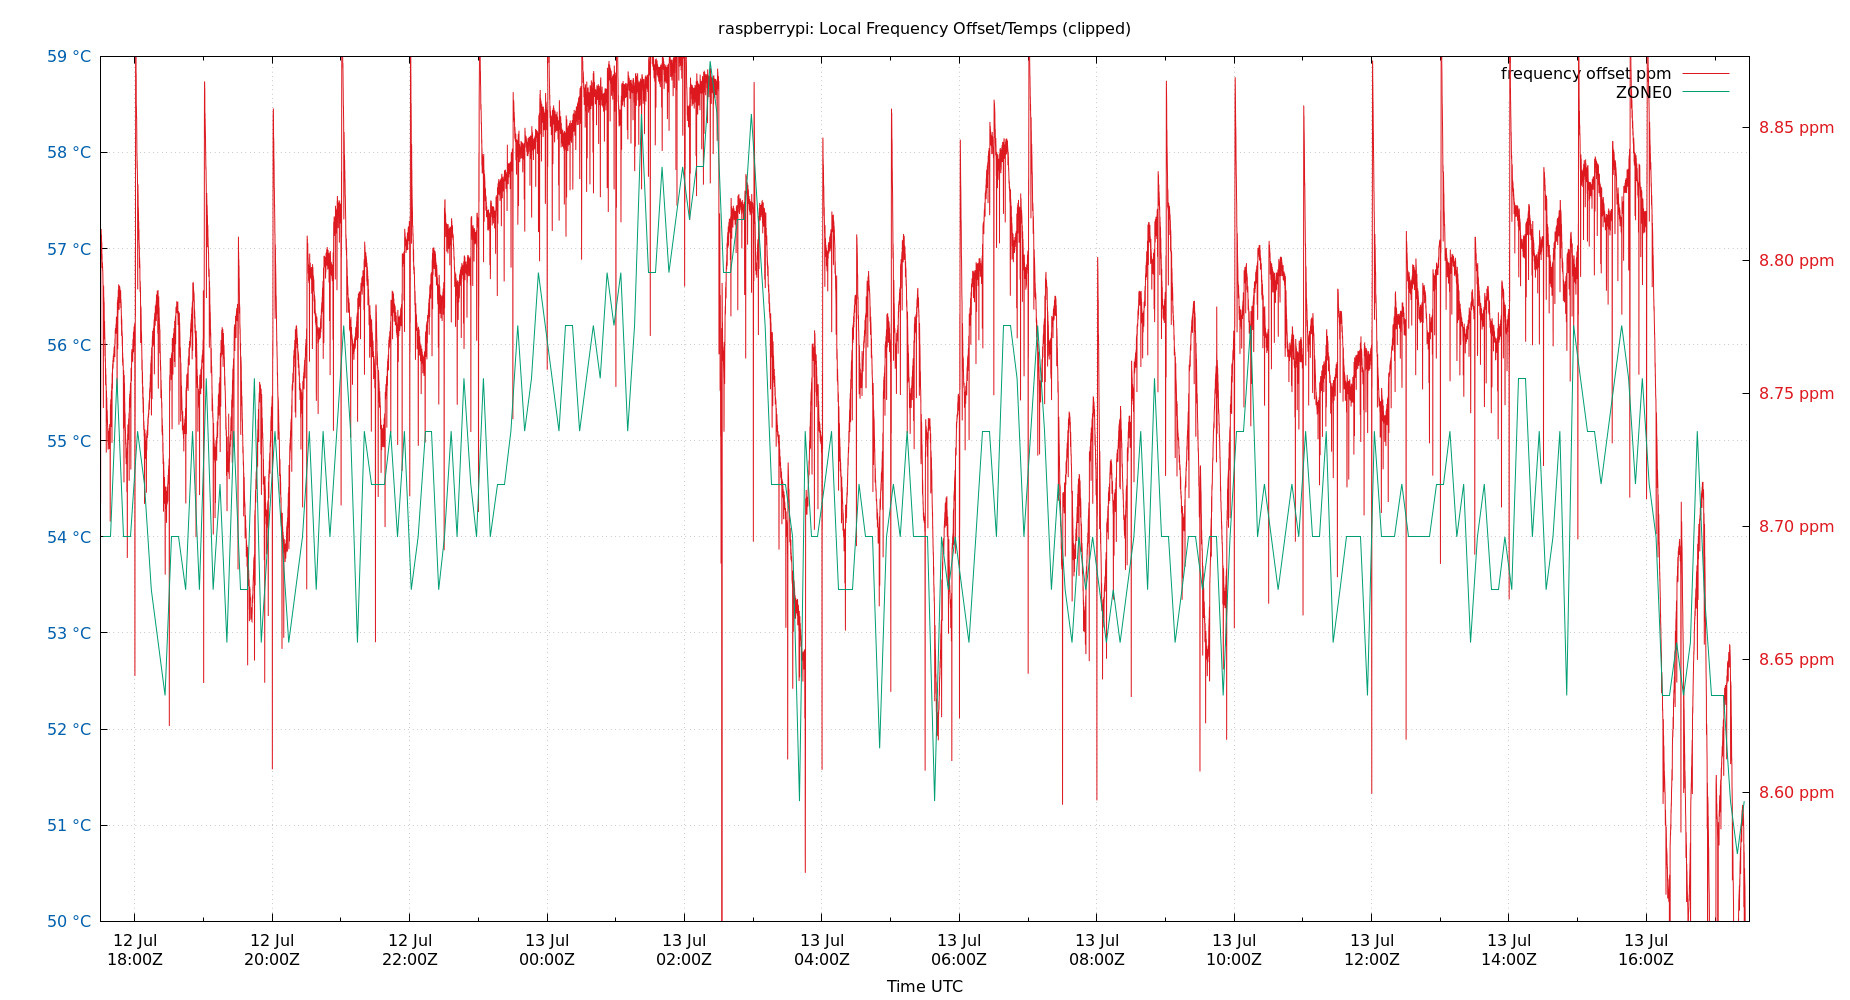 raspberrypi: Local Frequency Offset/Temps (clipped)
frequency offset ppm
ZONE0
59 °C
58 °C
57 °C
56 °C
55 °C
54 °C
53 °C
52 °C
51 °C
50 °C
8.85 ppm
8.80 ppm
8.75 ppm
8.70 ppm
8.65 ppm
8.60 ppm
12 Jul 12 Jul 12 Jul 13 Jul 13 Jul 13 Jul 13 Jul 13 Jul 13 Jul 13 Jul 13 Jul 13 Jul
18:00Z 20:00Z 22:00Z 00:00Z 02:00Z 04:00Z 06:00Z 08:00Z 10:00Z 12:00Z 14:00Z 16:00Z
Time UTC